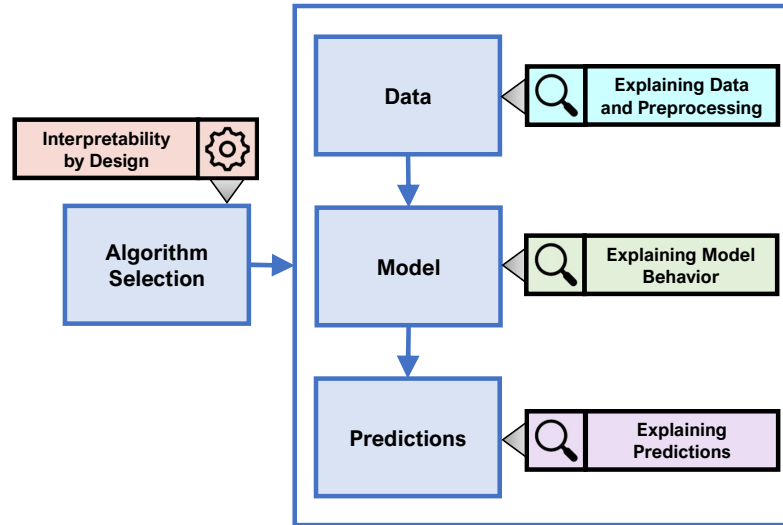 Data
Explaining Data
and Preprocessing
Interpretability
by Design
Algorithm
Selection
Model
Explaining Model
Behavior
Predictions
Explaining
Predictions